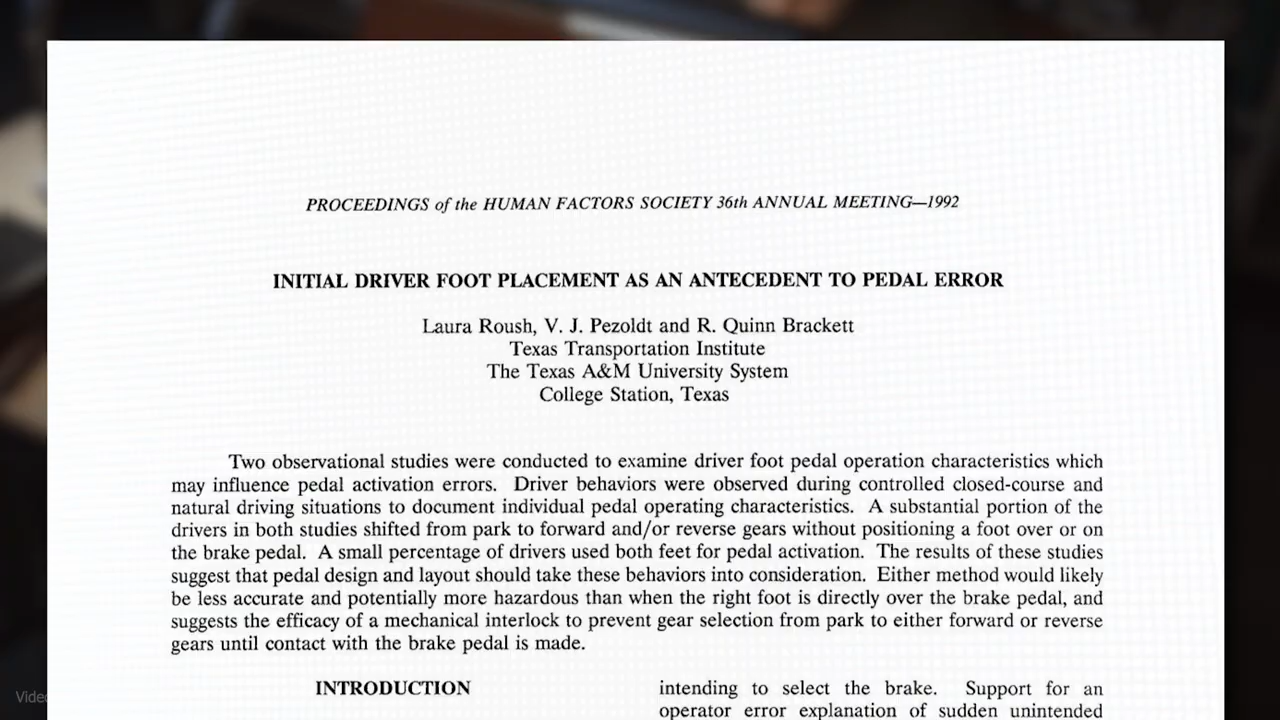 PROCEEDINGS of the HUMAN FACTORS SOCIETY 36th ANNUAL MEETING—1992
INITIAL DRIVER FOOT PLACEMENT AS AN ANTECEDENT TO PEDAL ERROR
Laura Roush, V. J. Pezoldt and R. Quinn Brackett
Texas Transportation Institute
The Texas A&M University System
College Station, Texas
Two observational studies were conducted to examine driver foot pedal operation characteristics which
may influence pedal activation errors. Driver behaviors were observed during controlled closed-course and
natural driving situations to document individual pedal operating characteristics. A substantial portion of the
drivers in both studies shifted from park to forward and/or reverse gears without positioning a foot over or on
the brake pedal. A small percentage of drivers used both feet for pedal activation. The results of these studies
suggest that pedal design and layout should take these behaviors into consideration. Either method would likely
be less accurate and potentially more hazardous than when the right foot is directly over the brake pedal, and
suggests the efficacy of a mechanical interlock to prevent gear selection from park to either forward or reverse
gears until contact with the brake pedal is made.
INTRODUCTION
intending to select the brake. Support for an
operator error explanation of sudden unintended